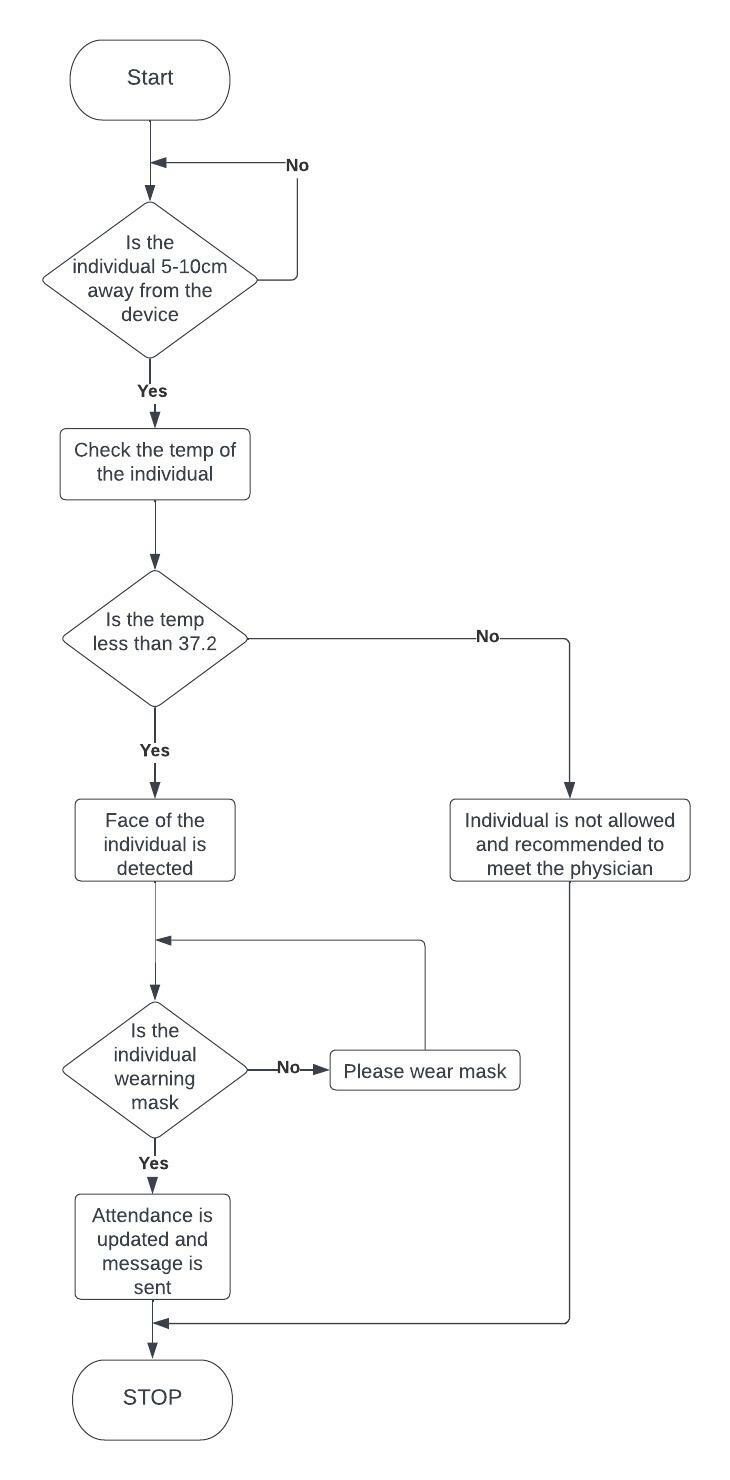 Start
No
Is the
individual 5-10cm
away from the
device
Yes
Check the temp of
the individual
Is the temp
less than 37.2
No
Yes
Face of the
individual is
detected
Individual is not allowed
and recommended to
meet the physician
Is the
individual
wearning
mask
No
Please wear mask
Yes
Attendance is
updated and
message is
sent
STOP